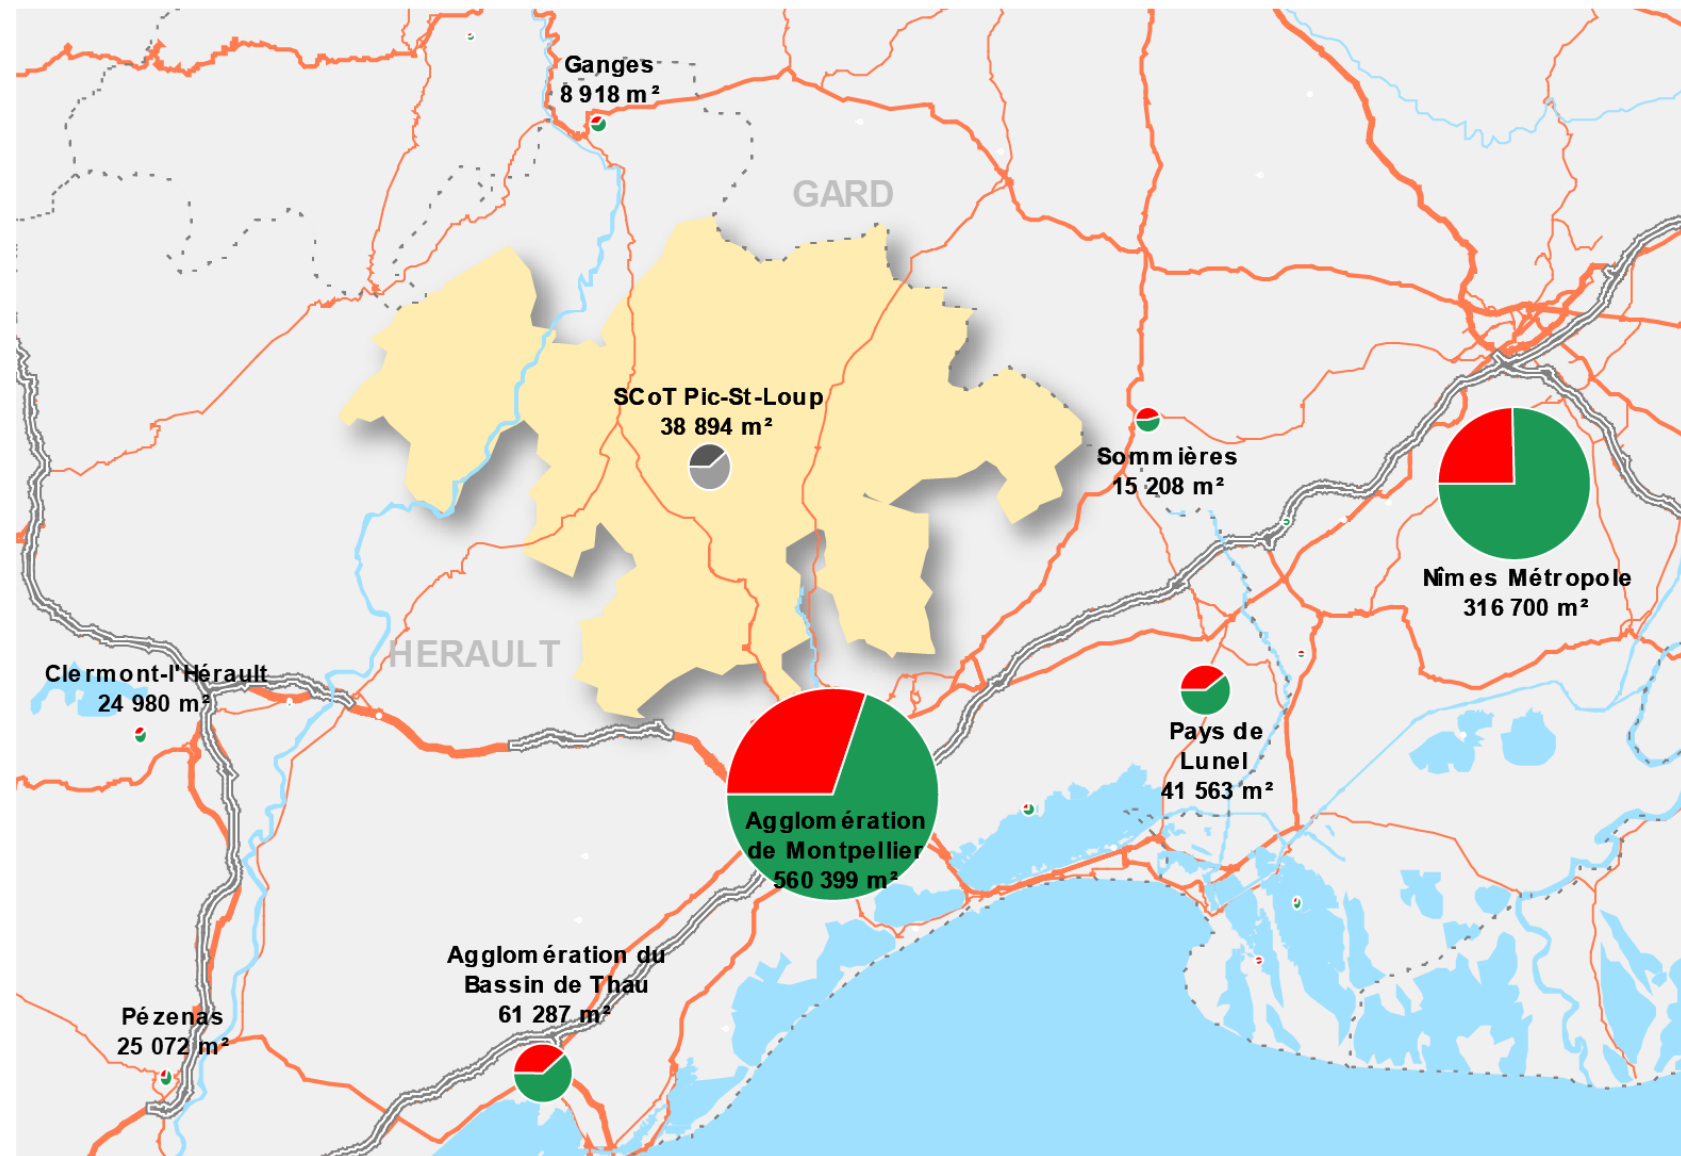 Ganges
8 918 m²
GARD
SCoT Pic-St-Loup
38 894 m²
Sommières
15 208 m²
Nîmes Métropole
316 700 m²
HERAULT
Clermont-l'Hérault
24 980 m²
Pays de
Lunel
41 563 m²
Agglomération
de Montpellier
560 399 m²
Agglomération du
Bassin de Thau
61 287 m²
Pézenas
25 072 m²